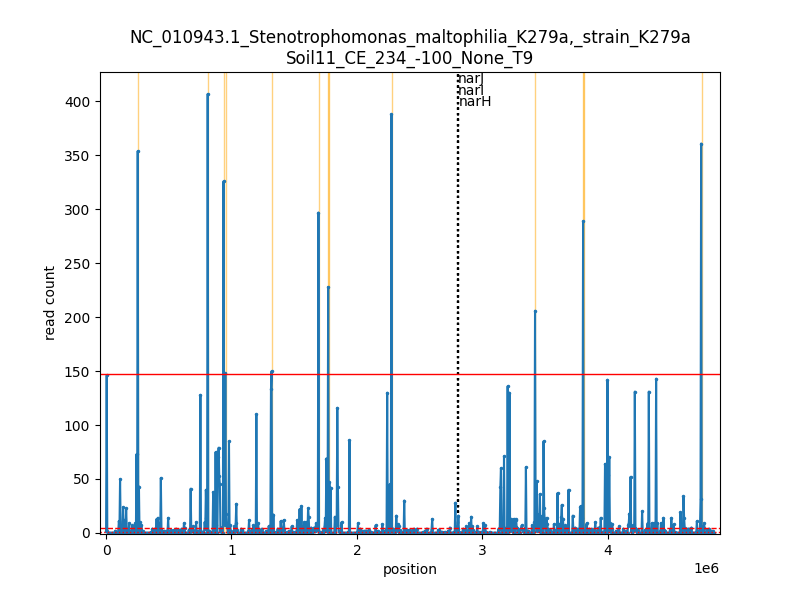 NC_010943.1_Stenotrophomonas_maltophilia_K279a,_strain_K279a
Soil11_CE_234_-100_None_T9
narJ
narI
narH
400
350
300
250
200
150
100
50
0
read count
0 1 2 3 4
1e6
position